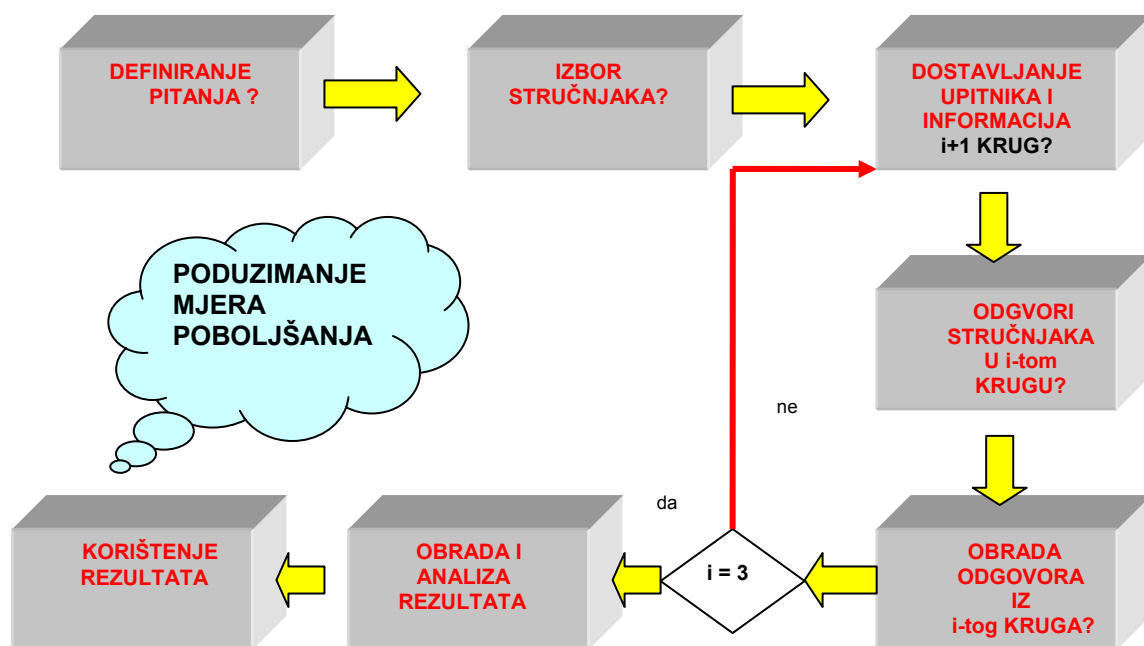 DEFINIRANJE
PITANJA ?
IZBOR
STRUČNJAKA?
DOSTAVLJANJE
UPITNIKA I
INFORMACIJA
i+1 KRUG?
PODUZIMANJE
MJERA
POBOLJŠANJA
ODGVORI
STRUČNJAKA
U i-tom
KRUGU?
ne
da
KORIŠTENJE
REZULTATA
OBRADA I
ANALIZA
REZULTATA
i = 3
OBRADA
ODGOVORA
IZ
i-tog KRUGA?